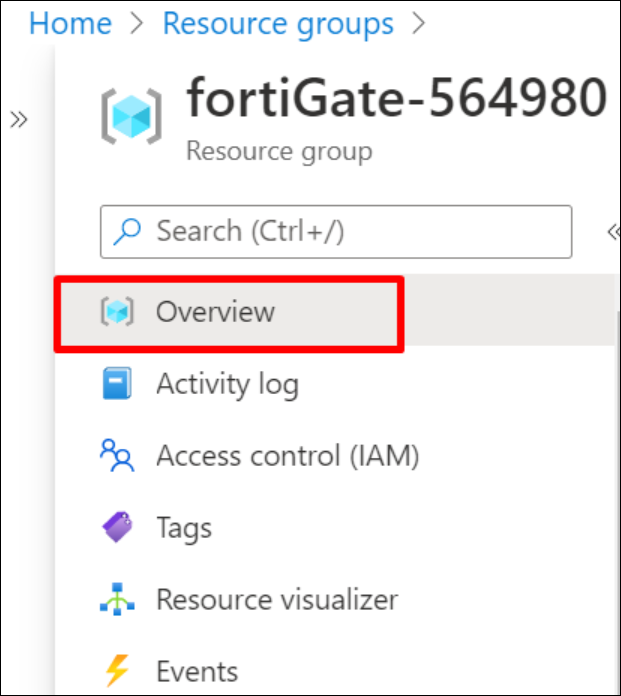 Home > Resource groups >
fortiGate-564980
Resource group
Search (Ctrl+/)
Overview
Activity log
Access control (IAM)
Tags
Resource visualizer
Events